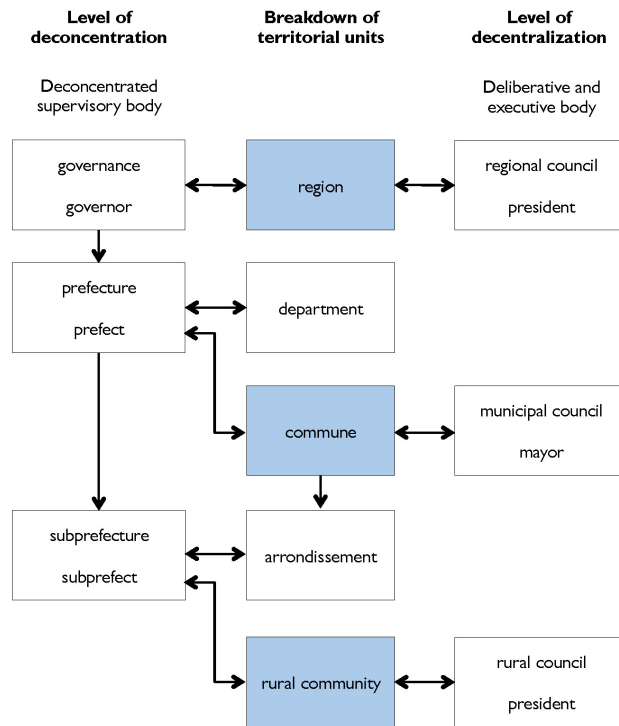 Level of
deconcentration
Breakdown of
territorial units
Level of
decentralization
Deconcentrated
supervisory body
Deliberative and
executive body
governance
governor
region
regional council
president
prefecture
prefect
department
commune
municipal council
mayor
subprefecture
subprefect
arrondissement
rural community
rural council
president